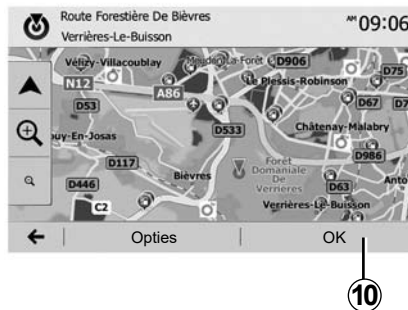 Route Forestière De Bièvres
Verrières-Le-Buisson
AM 09:06
Vélizy-Villacoublay
Meudon-La-Forêt
D906
Le Plessis-Robinson
D75
N12
A86
D53
D67
D533
Châtenay-Malabry
uy-En-Josas
D117
D986
Forêt
Domaniale
De
Verrières
Bièvres
D446
D63
Anto
C2
Verrières-Le-Buisson
Opties
OK
10